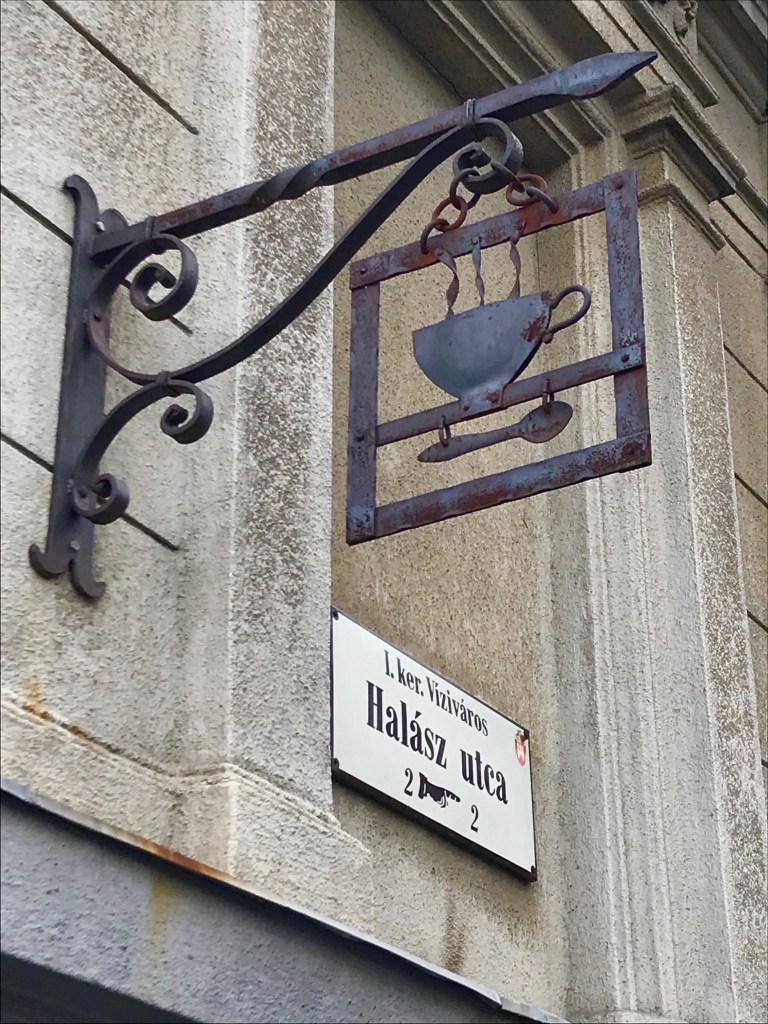 I. ker. Víziváros
Halász utca
2 2